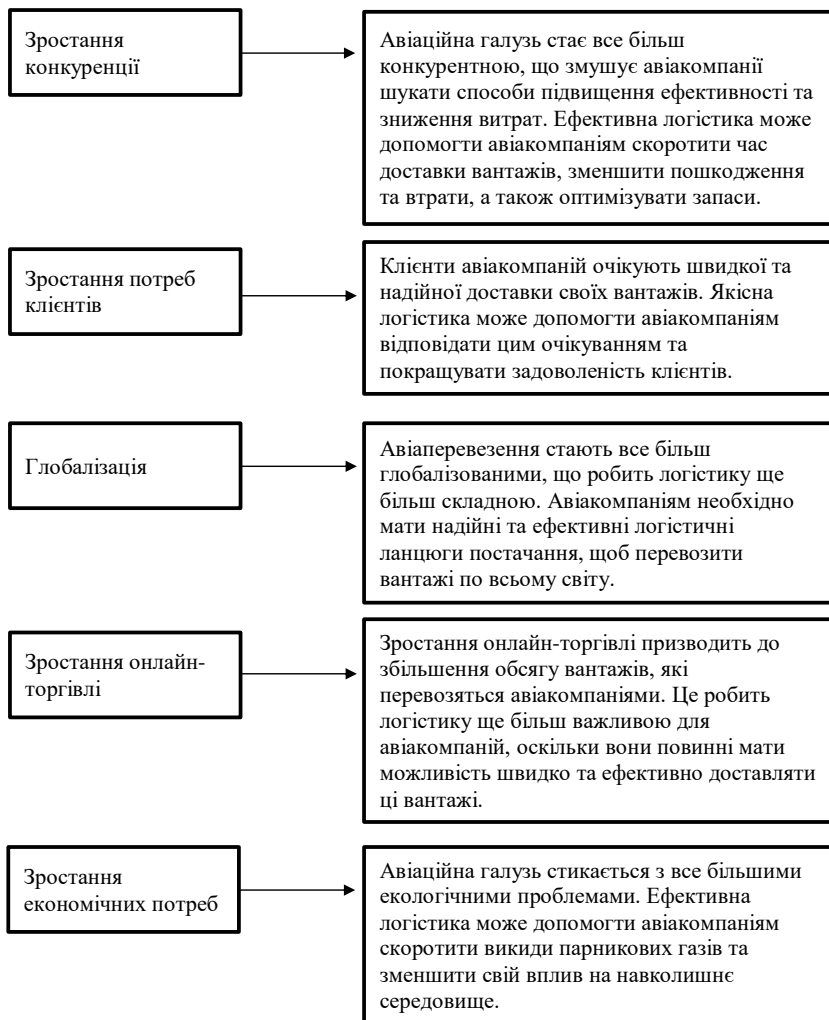 Зростання
конкуренції
Авіаційна галузь стає все більш
конкурентною, що змушує авіакомпанії
шукати способи підвищення ефективності та
зниження витрат. Ефективна логістика може
допомогти авіакомпаніям скоротити час
доставки вантажів, зменшити пошкодження
та втрати, а також оптимізувати запаси.
Зростання потреб
клієнтів
Клієнти авіакомпаній очікують швидкої та
надійної доставки своїх вантажів. Якісна
логістика може допомогти авіакомпаніям
відповідати цим очікуванням та
покращувати задоволеність клієнтів.
Глобалізація
Авіаперевезення стають все більш
глобалізованими, що робить логістику ще
більш складною. Авіакомпаніям необхідно
мати надійні та ефективні логістичні
ланцюги постачання, щоб перевозити
вантажі по всьому світу.
Зростання онлайн-
торгівлі
Зростання онлайн-торгівлі призводить до
збільшення обсягу вантажів, які
перевозяться авіакомпаніями. Це робить
логістику ще більш важливою для
авіакомпаній, оскільки вони повинні мати
можливість швидко та ефективно доставляти
ці вантажі.
Зростання
економічних потреб
Авіаційна галузь стикається з все більшими
екологічними проблемами. Ефективна
логістика може допомогти авіакомпаніям
скоротити викиди парникових газів та
зменшити свій вплив на навколишнє
середовище.